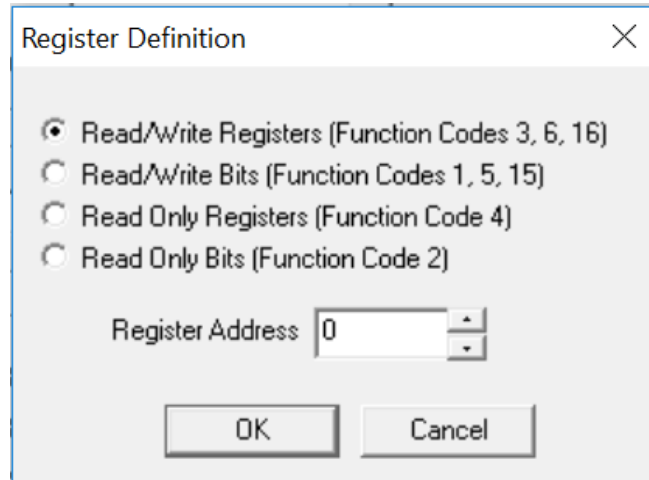 Register Definition
Read/Write Registers (Function Codes 3, 6, 16)
Read/Write Bits (Function Codes 1, 5, 15)
Read Only Registers (Function Code 4)
Read Only Bits (Function Code 2)
Register Address 0
OK Cancel